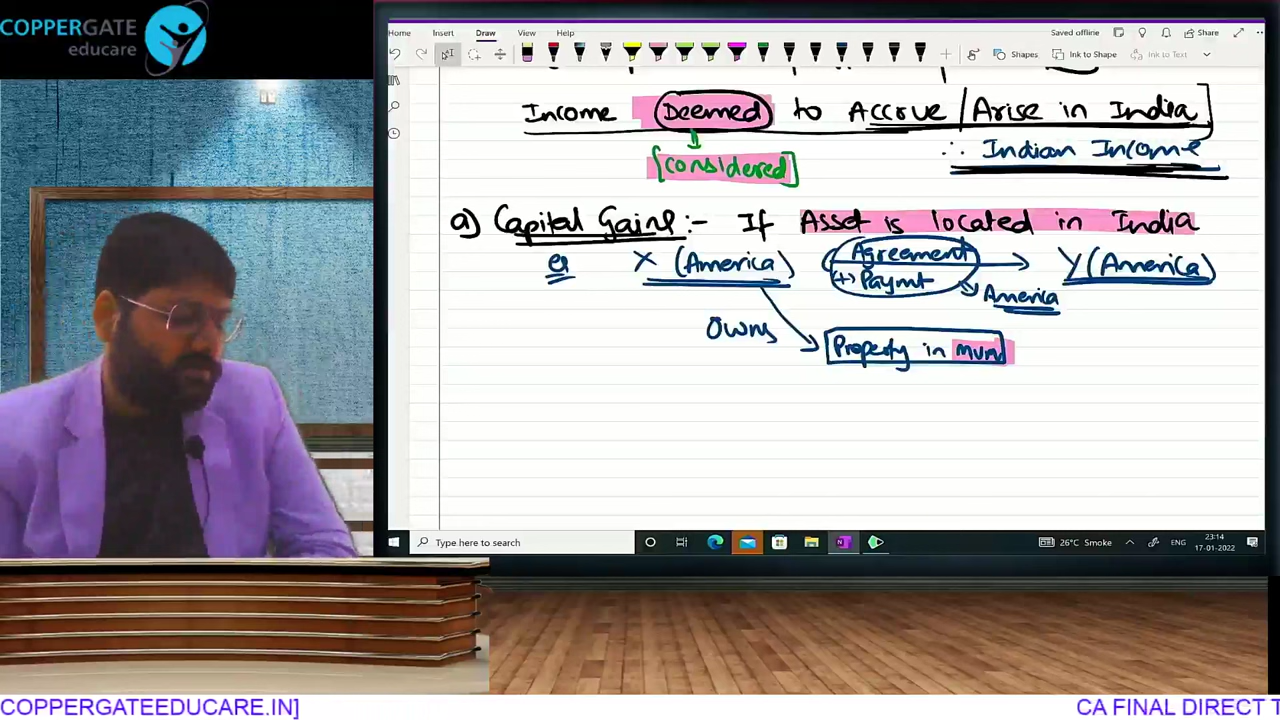 COPPERGATE
educare
Home Insert Draw View Help
Saved offline
Share
Shapes
Ink to Shape
Ink to Text
Income Deemed to Accrue / Arise in India
[considered]
∴ Indian Income
a) Capital Gains :- If Asset is located in India
eg X (America) Agreement Y (America)
(+) Paymt
America
Owns
Property in Mum
Type here to search
26°C Smoke
ENG
23:14
17-01-2022
COPPERGATEEDUCARE.IN]
CA FINAL DIRECT T